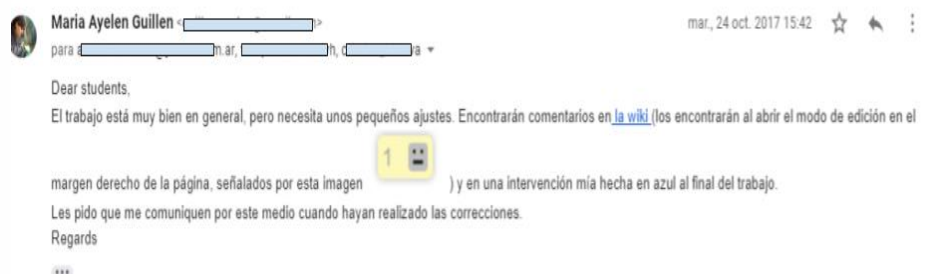 Maria Ayelen Guillen < >
mar., 24 oct. 2017 15:42
para a n.ar, h, c va
Dear students,
El trabajo está muy bien en general, pero necesita unos pequeños ajustes. Encontrarán comentarios en la wiki (los encontrarán al abrir el modo de edición en el
1
margen derecho de la página, señalados por esta imagen ) y en una intervención mía hecha en azul al final del trabajo.
Les pido que me comuniquen por este medio cuando hayan realizado las correcciones.
Regards
...